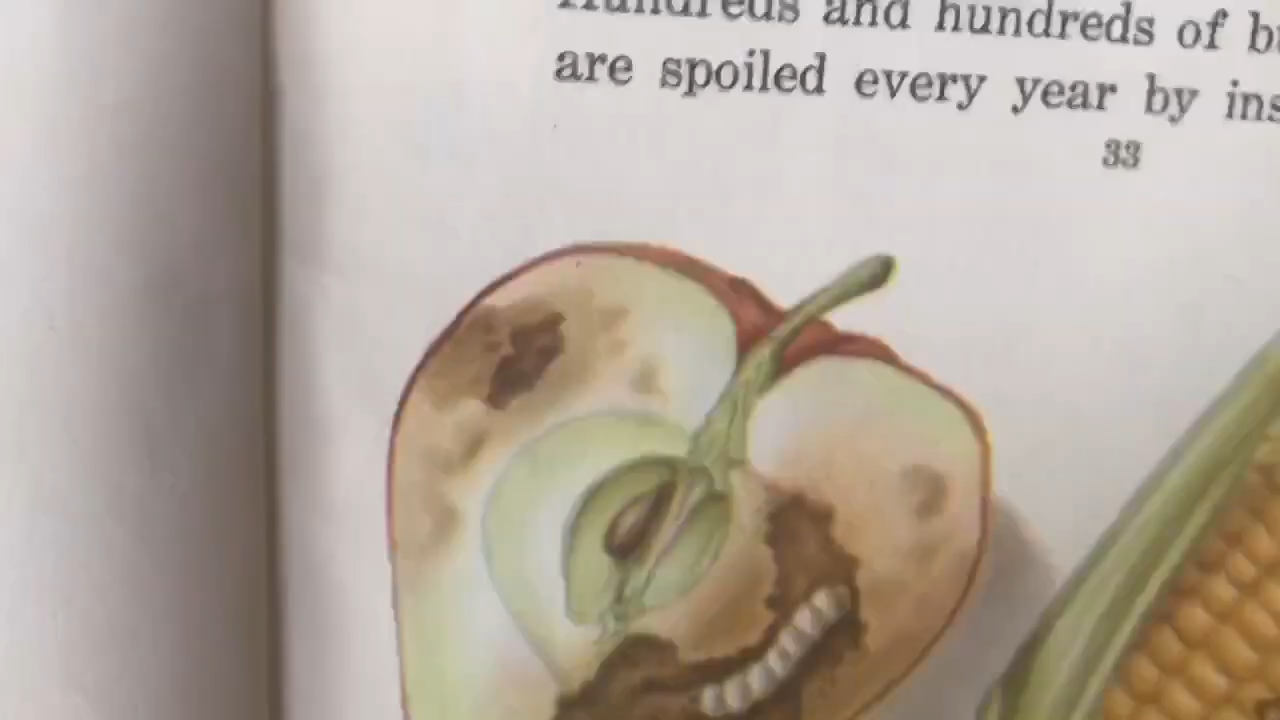 Hundreds and hundreds of
are spoiled every year by
33